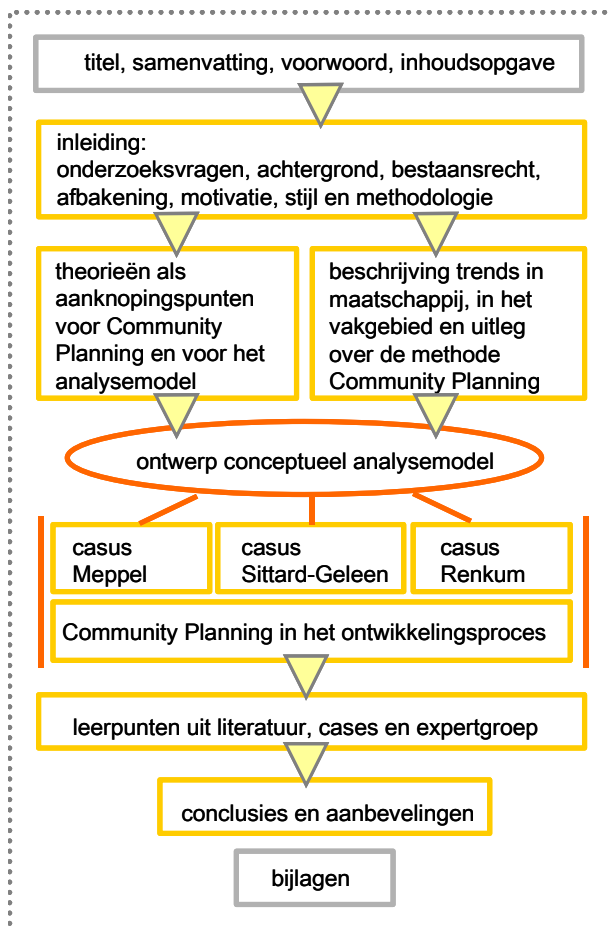 titel, samenvatting, voorwoord, inhoudsopgave
inleiding:
onderzoeksvragen, achtergrond, bestaansrecht,
afbakening, motivatie, stijl en methodologie
theorieën als
aanknopingspunten
voor Community
Planning en voor het
analysemodel
beschrijving trends in
maatschappij, in het
vakgebied en uitleg
over de methode
Community Planning
ontwerp conceptueel analysemodel
casus
Meppel
casus
Sittard-Geleen
casus
Renkum
Community Planning in het ontwikkelingsproces
leerpunten uit literatuur, cases en expertgroep
conclusies en aanbevelingen
bijlagen